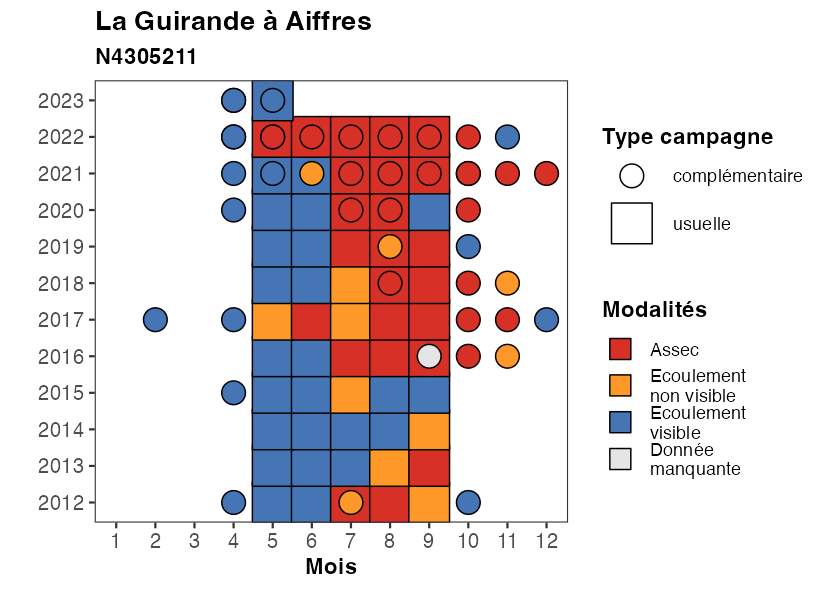 La Guirande à Aiffres
N4305211
2023
2022
2021
2020
2019
2018
2017
2016
2015
2014
2013
2012
1 2 3 4 5 6 7 8 9 10 11 12
Mois
Type campagne
complémentaire
usuelle
Modalités
Assec
Ecoulement
non visible
Ecoulement
visible
Donnée
manquante